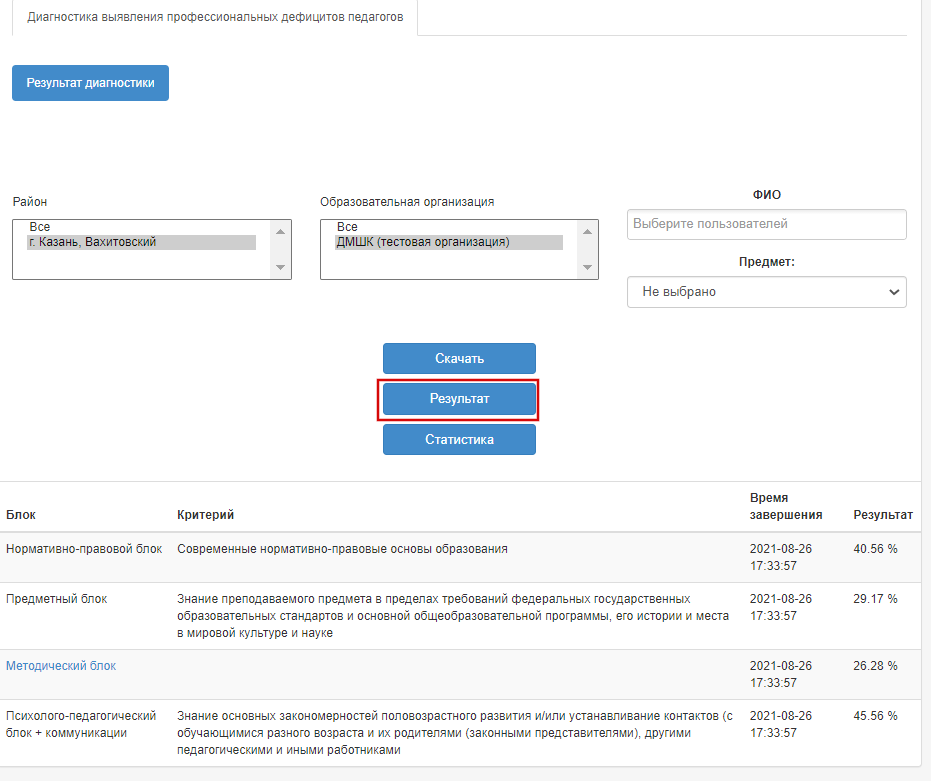 Диагностика выявления профессиональных дефицитов педагогов
Результат диагностики
Район
Все
г. Казань, Вахитовский
Образовательная организация
Все
ДМШК (тестовая организация)
ФИО
Выберите пользователей
Предмет:
Не выбрано
Скачать
Результат
Статистика
Блок
Критерий
Время
завершения
Результат
Нормативно-правовой блок
Современные нормативно-правовые основы образования
2021-08-26
17:33:57
40.56 %
Предметный блок
Знание преподаваемого предмета в пределах требований федеральных государственных
образовательных стандартов и основной общеобразовательной программы, его истории и места
в мировой культуре и науке
2021-08-26
17:33:57
29.17 %
Методический блок
2021-08-26
17:33:57
26.28 %
Психолого-педагогический
блок + коммуникации
Знание основных закономерностей половозрастного развития и/или устанавливание контактов (с
обучающимися разного возраста и их родителями (законными представителями), другими
педагогическими и иными работниками
2021-08-26
17:33:57
45.56 %